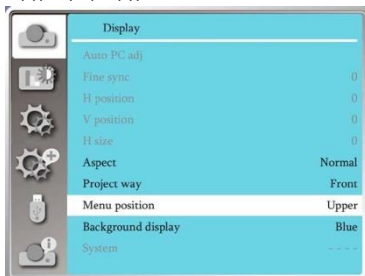 Display
Auto PC adj
Fine sync 0
H position 0
V position 0
H size 0
Aspect Normal
Project way Front
Menu position Upper
Background display Blue
System - - - -